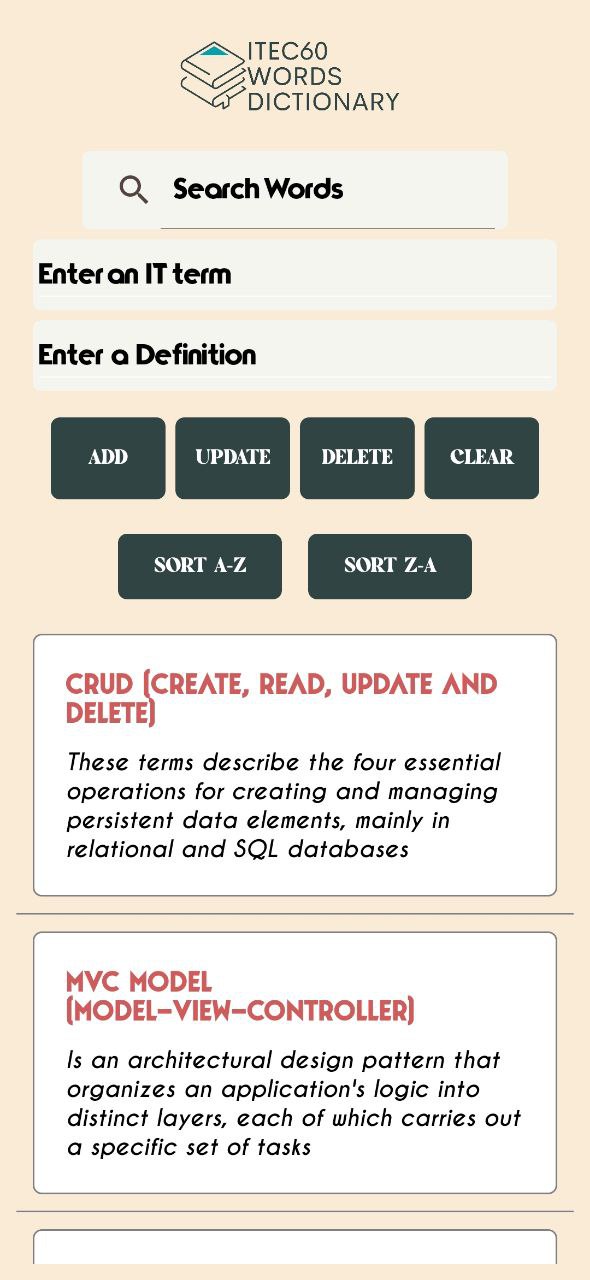 ITEC60
WORDS
DICTIONARY
Search Words
Enter an IT term
Enter a Definition
ADD
UPDATE
DELETE
CLEAR
SORT A-Z
SORT Z-A
CRUD (CREATE, READ, UPDATE AND
DELETE)
These terms describe the four essential
operations for creating and managing
persistent data elements, mainly in
relational and SQL databases
MVC MODEL
(MODEL-VIEW-CONTROLLER)
Is an architectural design pattern that
organizes an application's logic into
distinct layers, each of which carries out
a specific set of tasks